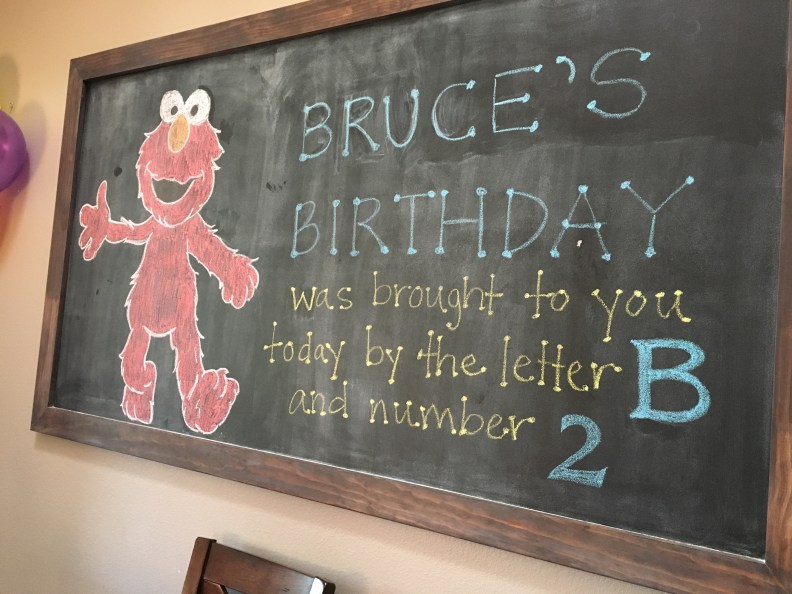 BRUCE'S
BIRTHDAY
was brought to you
today by the letter B
and number 2